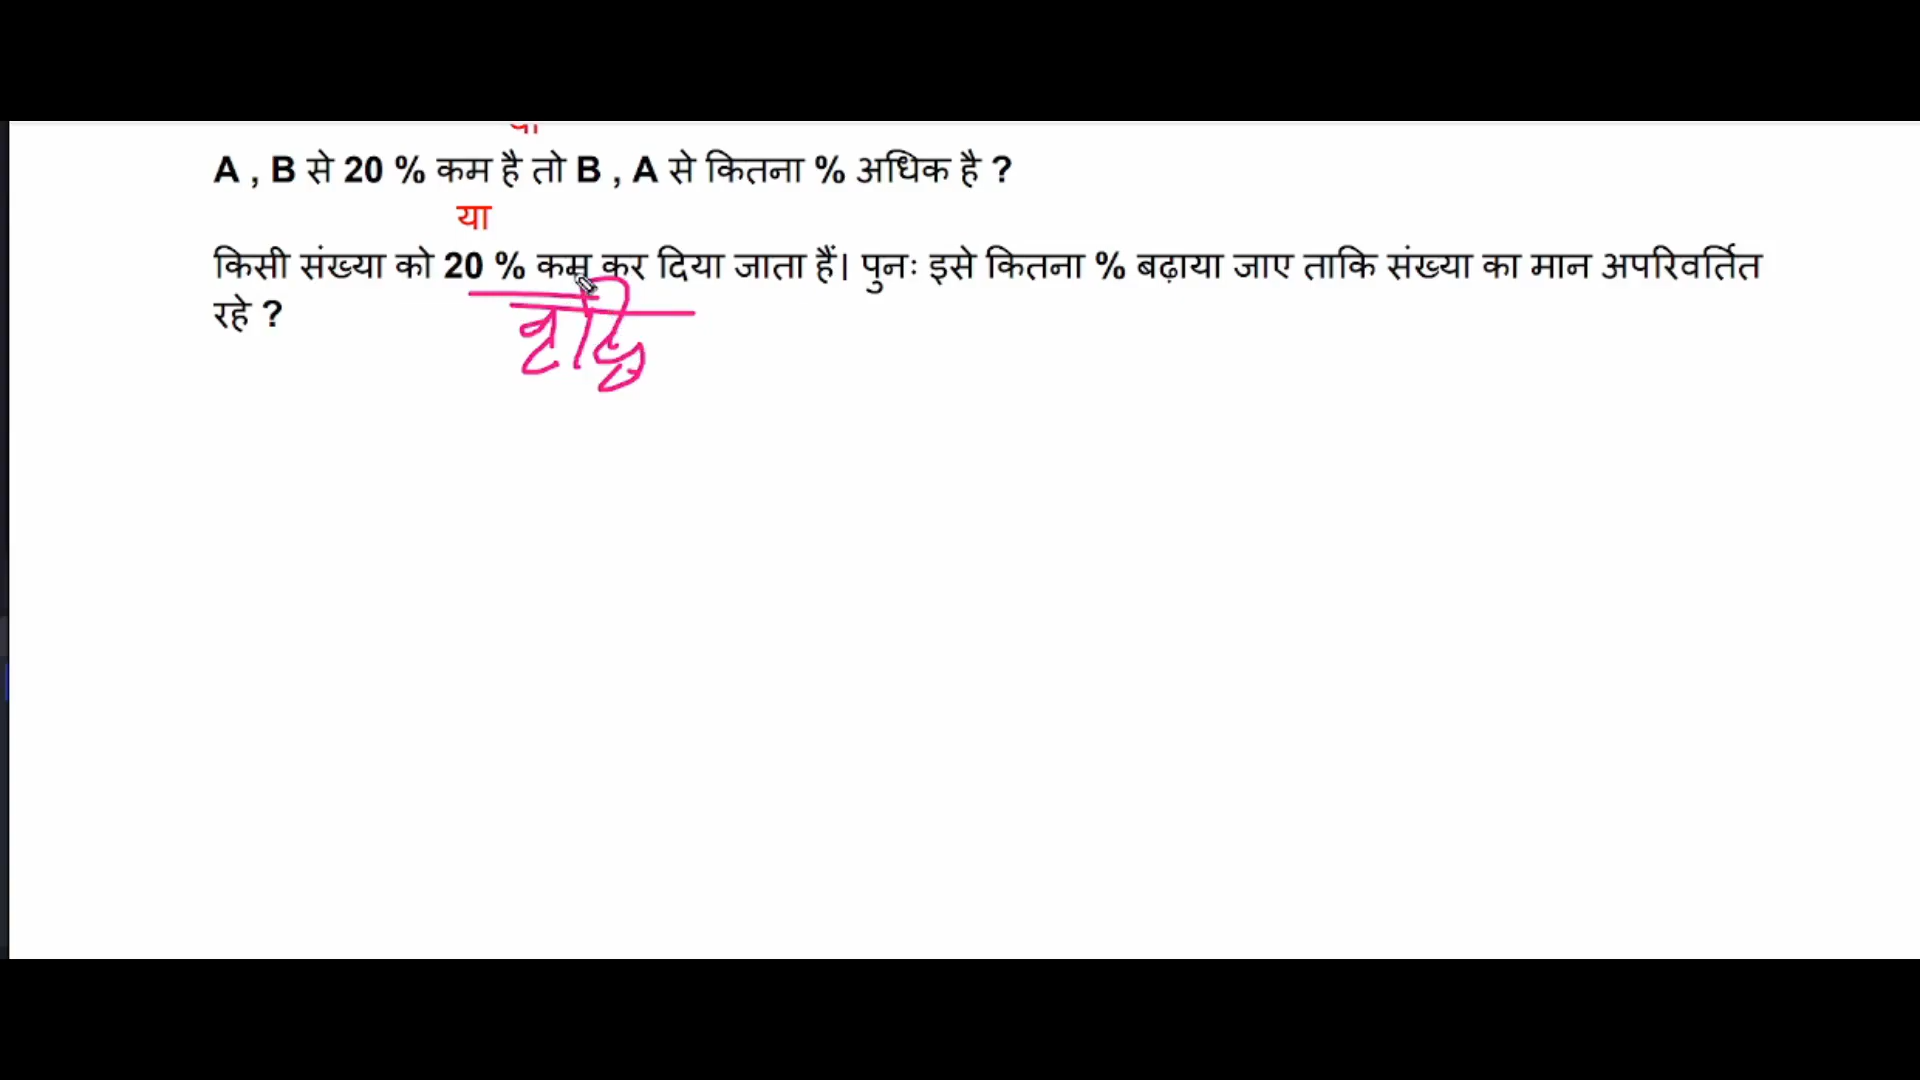 या
A , B से 20 % कम है तो B , A से कितना % अधिक है ?
या
किसी संख्या को 20 % कम कर दिया जाता हैं। पुनः इसे कितना % बढ़ाया जाए ताकि संख्या का मान अपरिवर्तित
रहे ?
वृद्धि